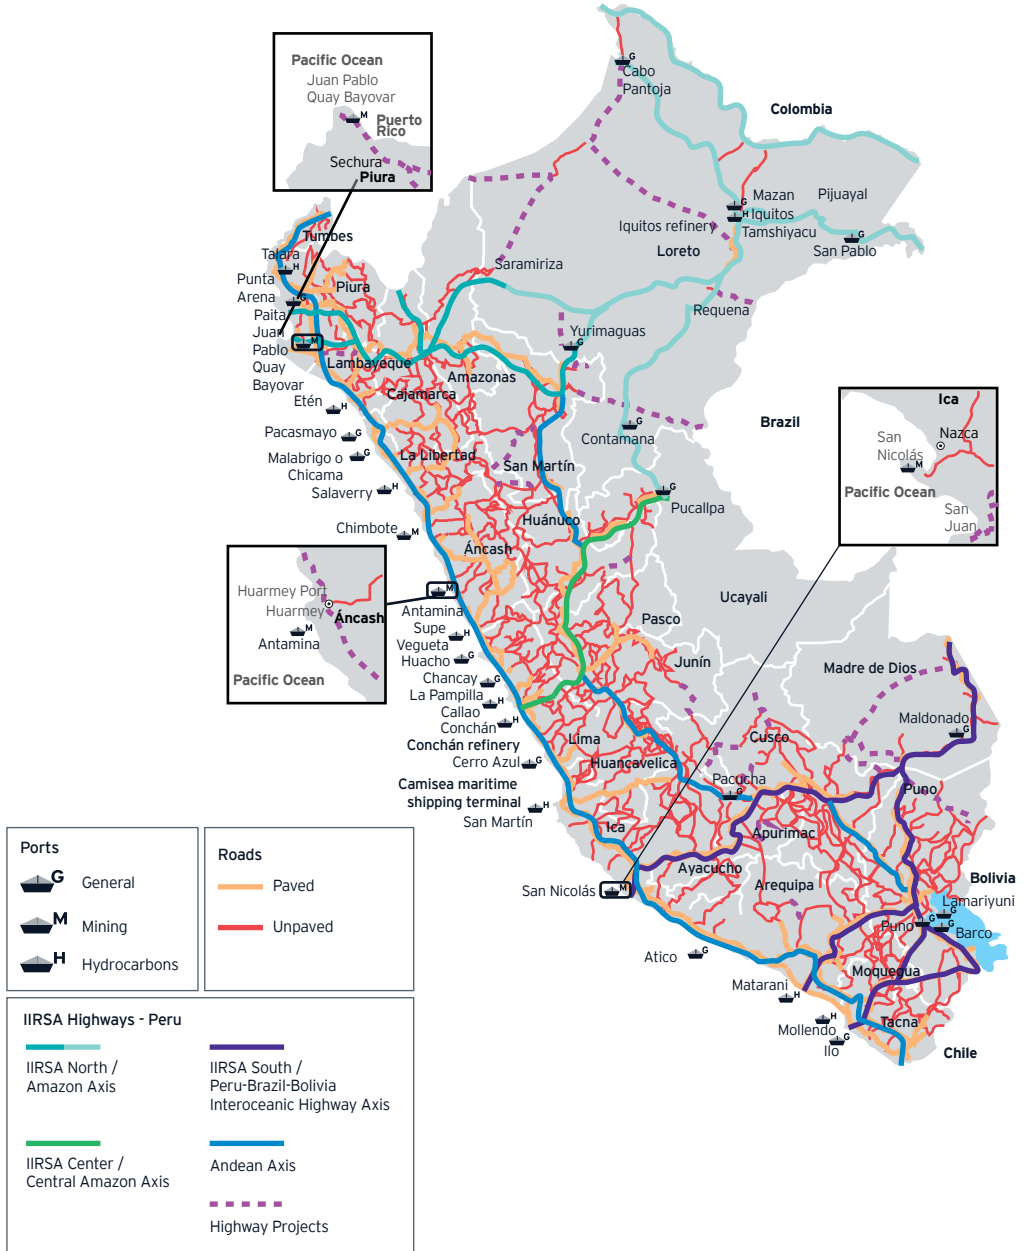 Pacific Ocean
Juan Pablo
Quay Bayovar
M
Puerto
Rico
Sechura
Piura
G
Cabo
Pantoja
Colombia
Mazan
G
H
Iquitos
Pijuayal
Iquitos refinery
Tamshiyacu
G
San Pablo
Loreto
Tumbes
Talara
H
Punta
Arena
G
Piura
Saramiriza
Requena
Paita
Juan
Pablo
M
Quay
Bayovar
Lambayeque
Yurimaguas
G
Amazonas
Cajamarca
Etén
H
Brazil
Ica
San
Nicolás
M
Nazca
Pacific Ocean
San
Juan
Pacasmayo
G
Contamana
G
Malabrigo o
Chicama
G
La Libertad
San Martín
Salaverry
H
G
Pucallpa
Chimbote
M
Huánuco
Áncash
Huarmey Port
Huarmey
Áncash
M
Antamina
Pacific Ocean
M
Antamina
Supe
H
Vegueta
Huacho
G
Ucayali
Pasco
Junín
Chancay
G
La Pampilla
H
Callao
Conchán
H
Madre de Dios
Maldonado
G
Conchán refinery
Lima
Cusco
Cerro Azul
G
Huancavelica
Camisea maritime
shipping terminal
H
San Martín
Pacucha
G
Puno
Ica
Apurimac
San Nicolás
M
Ayacucho
Arequipa
Bolivia
Lamariyuni
G
Puno
G
G
Barco
Atico
G
Moquegua
Matarani
H
Mollendo
H
Ilo
G
Tacna
Chile
Ports
G
General
M
Mining
H
Hydrocarbons
Roads
Paved
Unpaved
IIRSA Highways - Peru
IIRSA North /
Amazon Axis
IIRSA South /
Peru-Brazil-Bolivia
Interoceanic Highway Axis
IIRSA Center /
Central Amazon Axis
Andean Axis
Highway Projects